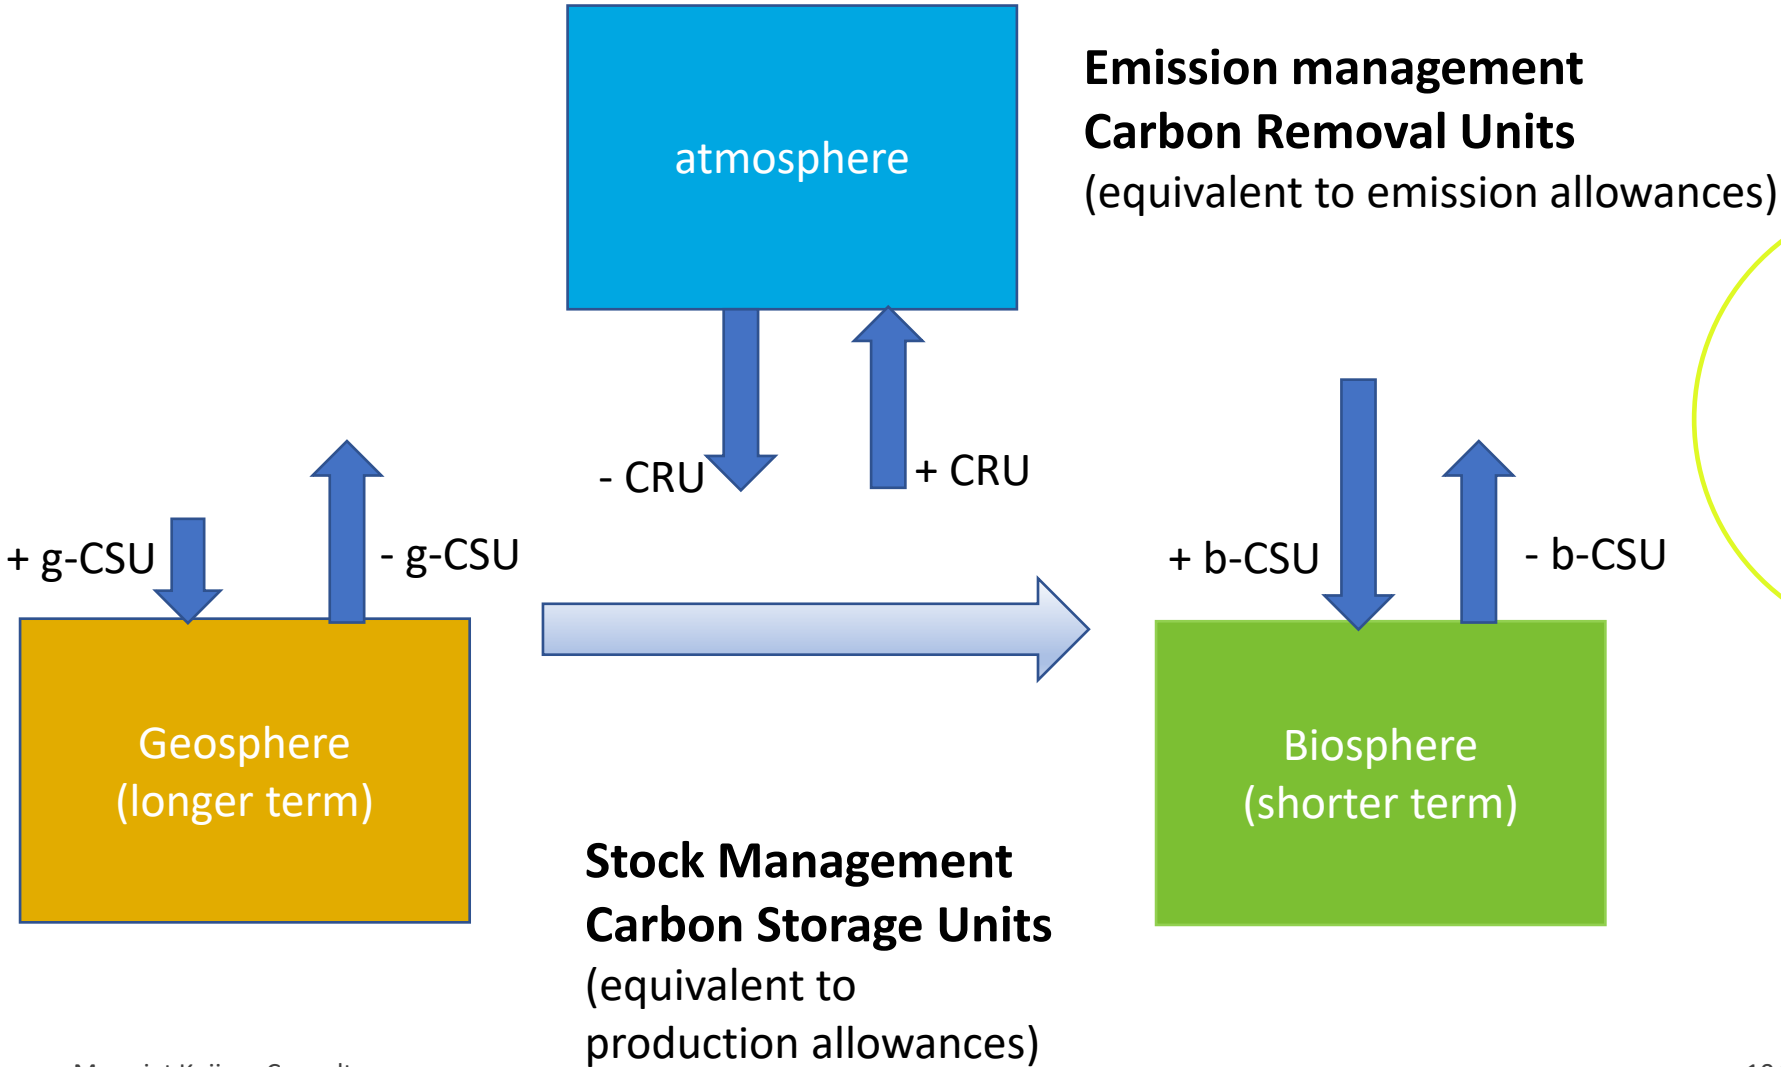 atmosphere
Emission management
Carbon Removal Units
(equivalent to emission allowances)
- CRU
+ CRU
+ g-CSU
- g-CSU
+ b-CSU
- b-CSU
Geosphere
(longer term)
Biosphere
(shorter term)
Stock Management
Carbon Storage Units
(equivalent to
production allowances)